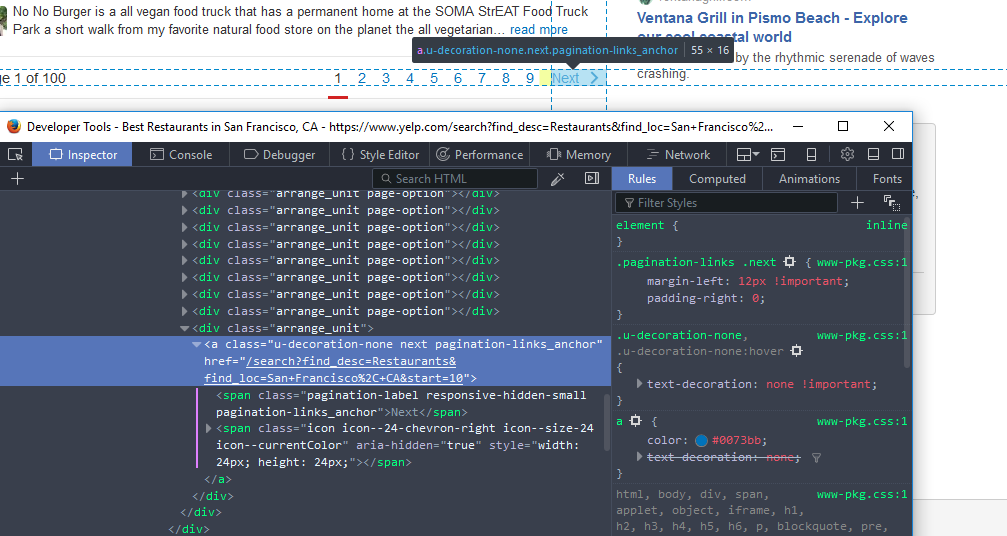 No No Burger is a all vegan food truck that has a permanent home at the SOMA StrEAT Food Truck
Park a short walk from my favorite natural food store on the planet the all vegetarian… read more
Ventana Grill in Pismo Beach - Explore
our cool coastal world
by the rhythmic serenade of waves
crashing.
a.u-decoration-none.next.pagination-links_anchor | 55 × 16
ge 1 of 100
1 2 3 4 5 6 7 8 9 Next
Developer Tools - Best Restaurants in San Francisco, CA - https://www.yelp.com/search?find_desc=Restaurants&find_loc=San+Francisco%2...
Inspector Console Debugger {} Style Editor Performance Memory Network
+ Search HTML
Rules Computed Animations Fonts
Filter Styles +
<div class="arrange_unit page-option"></div>
<div class="arrange_unit page-option"></div>
<div class="arrange_unit page-option"></div>
<div class="arrange_unit page-option"></div>
<div class="arrange_unit page-option"></div>
<div class="arrange_unit page-option"></div>
<div class="arrange_unit page-option"></div>
<div class="arrange_unit page-option"></div>
<div class="arrange_unit">
<a class="u-decoration-none next pagination-links_anchor"
href="/search?find_desc=Restaurants&
find_loc=San+Francisco%2C+CA&start=10">
<span class="pagination-label responsive-hidden-small
pagination-links_anchor">Next</span>
<span class="icon icon--24-chevron-right icon--size-24
icon--currentColor" aria-hidden="true" style="width:
24px; height: 24px;"></span>
</a>
</div>
</div>
</div>
element { inline
}
.pagination-links .next { www-pkg.css:1
margin-left: 12px !important;
padding-right: 0;
}
.u-decoration-none, www-pkg.css:1
.u-decoration-none:hover
{
text-decoration: none !important;
}
a { www-pkg.css:1
color: #0073bb;
text-decoration: none;
}
html, body, div, span, www-pkg.css:1
applet, object, iframe, h1,
h2, h3, h4, h5, h6, p, blockquote, pre,